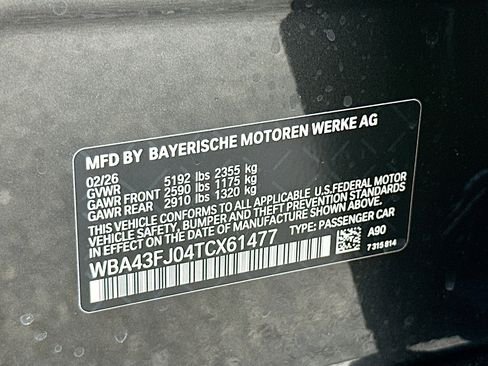 MFD BY BAYERISCHE MOTOREN WERKE AG
02/26
GVWR 5192 lbs 2355 kg
GAWR FRONT 2590 lbs 1175 kg
GAWR REAR 2910 lbs 1320 kg
THIS VEHICLE CONFORMS TO ALL APPLICABLE U.S.FEDERAL MOTOR
VEHICLE SAFETY, BUMPER AND THEFT PREVENTION STANDARDS
IN EFFECT ON THE DATE OF MANUFACTURE SHOWN ABOVE.
WBA43FJ04TCX61477 TYPE: PASSENGER CAR
A90
7 315 814